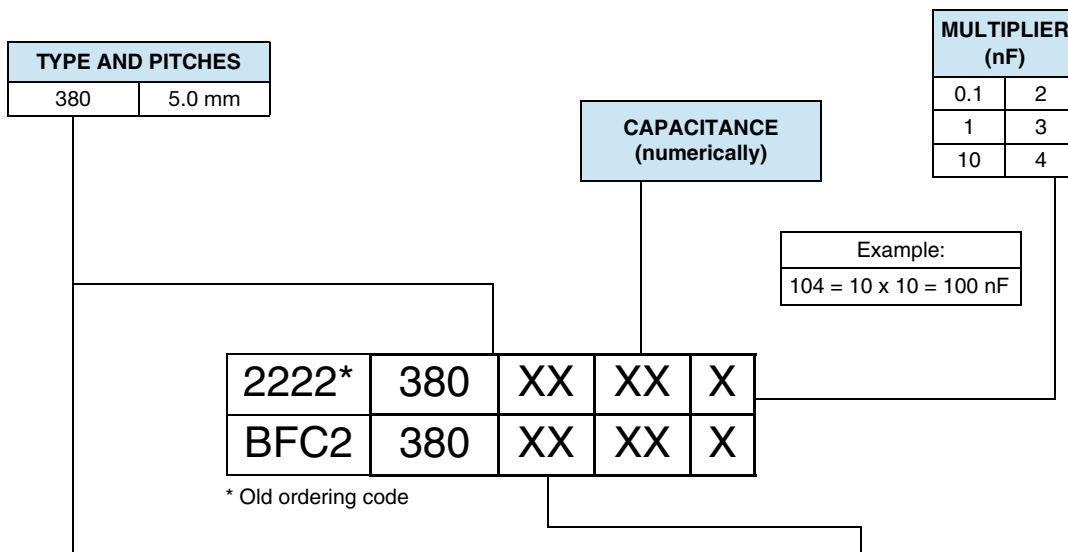 TYPE AND PITCHES
380 5.0 mm
MULTIPLIER
(nF)
0.1 2
1 3
10 4
CAPACITANCE
(numerically)
Example:
104 = 10 x 10 = 100 nF
2222* 380 XX XX X
BFC2 380 XX XX X
* Old ordering code